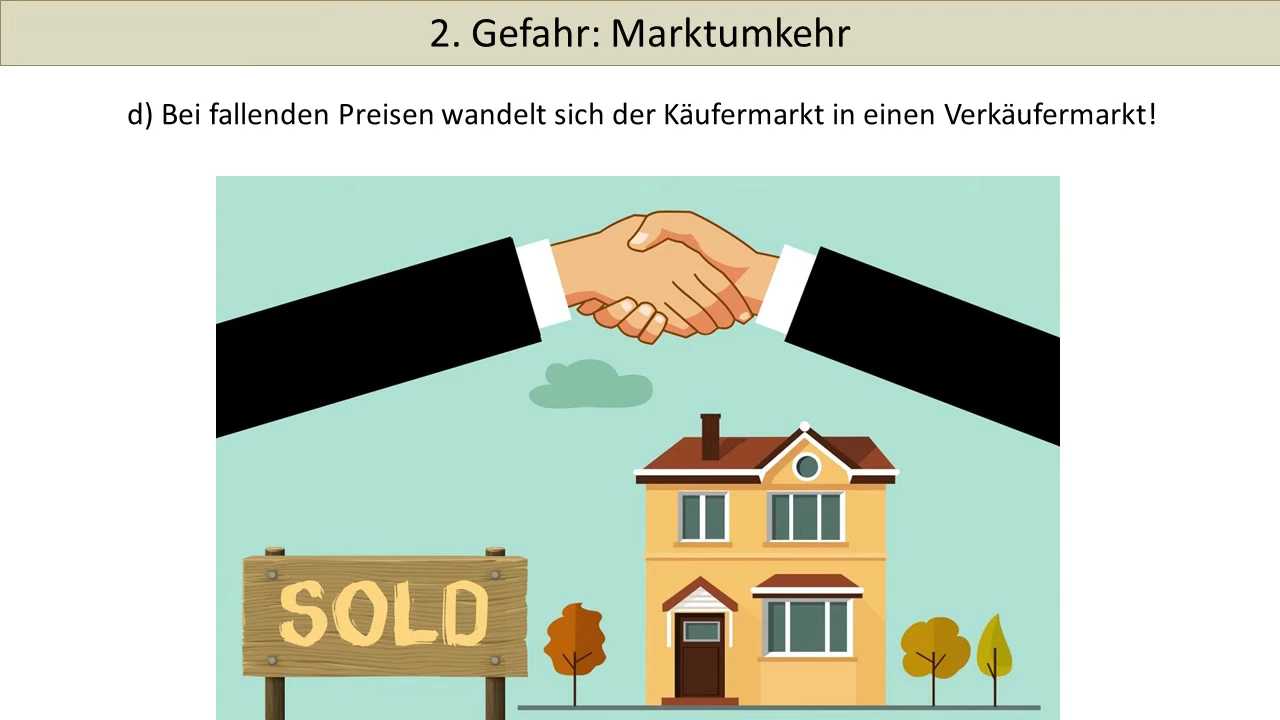 2. Gefahr: Marktumkehr
d) Bei fallenden Preisen wandelt sich der Käufermarkt in einen Verkäufermarkt!
SOLD